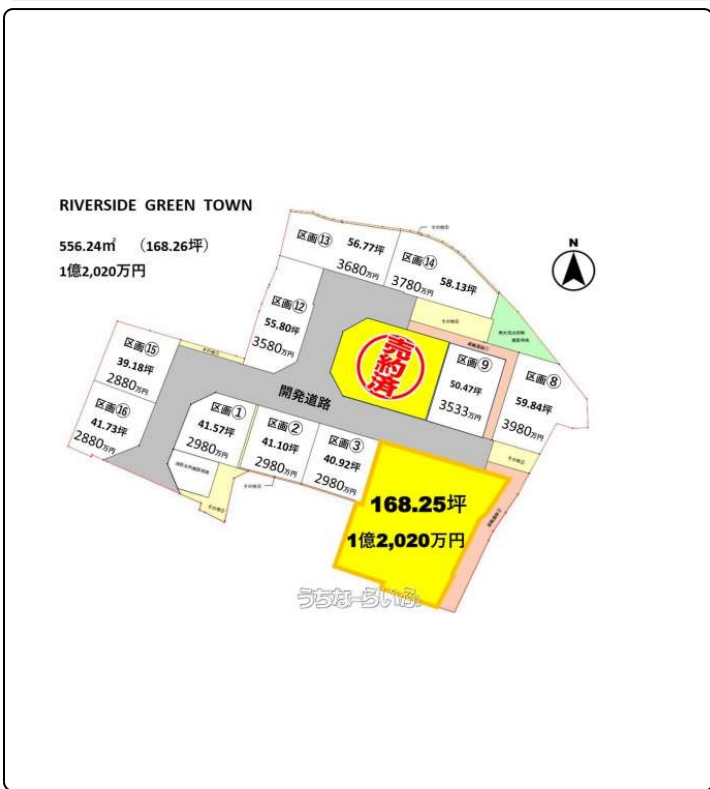 RIVERSIDE GREEN TOWN
556.24㎡ （168.26坪）
1億2,020万円
N
区画⑬
56.77坪
3680万円
区画⑭
58.13坪
3780万円
区画⑫
55.80坪
3580万円
売約済
区画⑨
50.47坪
3533万円
区画⑧
59.84坪
3980万円
区画⑮
39.18坪
2880万円
区画⑯
41.73坪
2880万円
開発道路
区画①
41.57坪
2980万円
区画②
41.10坪
2980万円
区画③
40.92坪
2980万円
168.25坪
1億2,020万円
うちなーらいふ